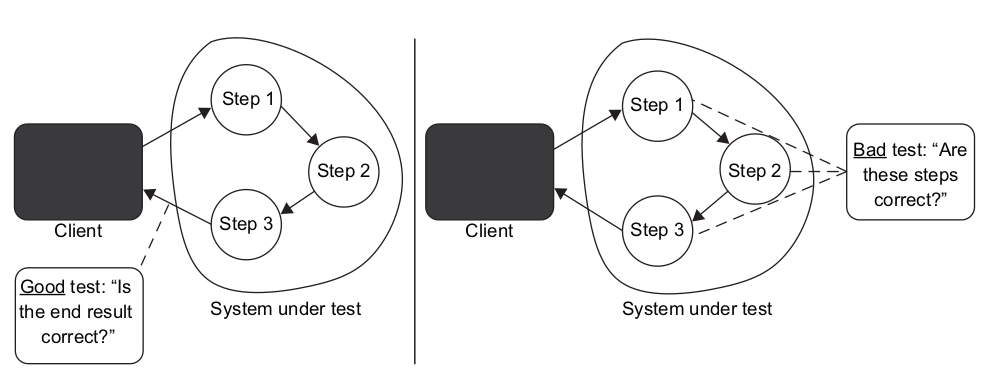 Step 1
Step 2
Step 3
Client
System under test
Good test: “Is
the end result
correct?”
Step 1
Step 2
Step 3
Client
System under test
Bad test: “Are
these steps
correct?”